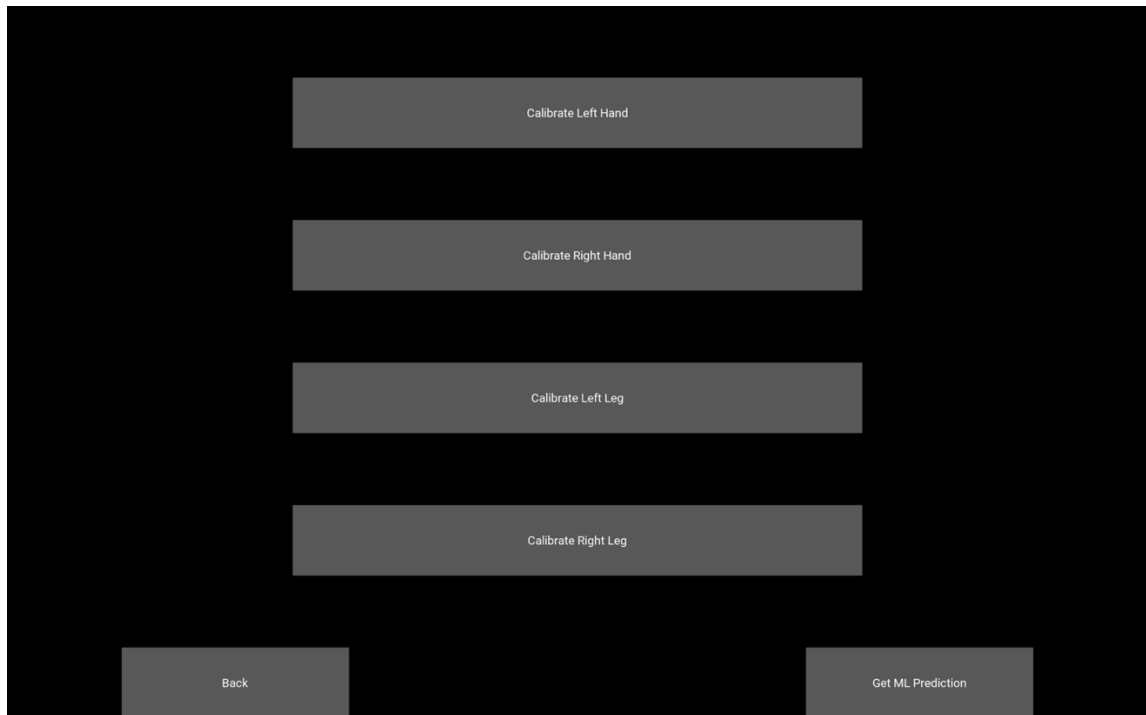 Calibrate Left Hand
Calibrate Right Hand
Calibrate Left Leg
Calibrate Right Leg
Back
Get ML Prediction